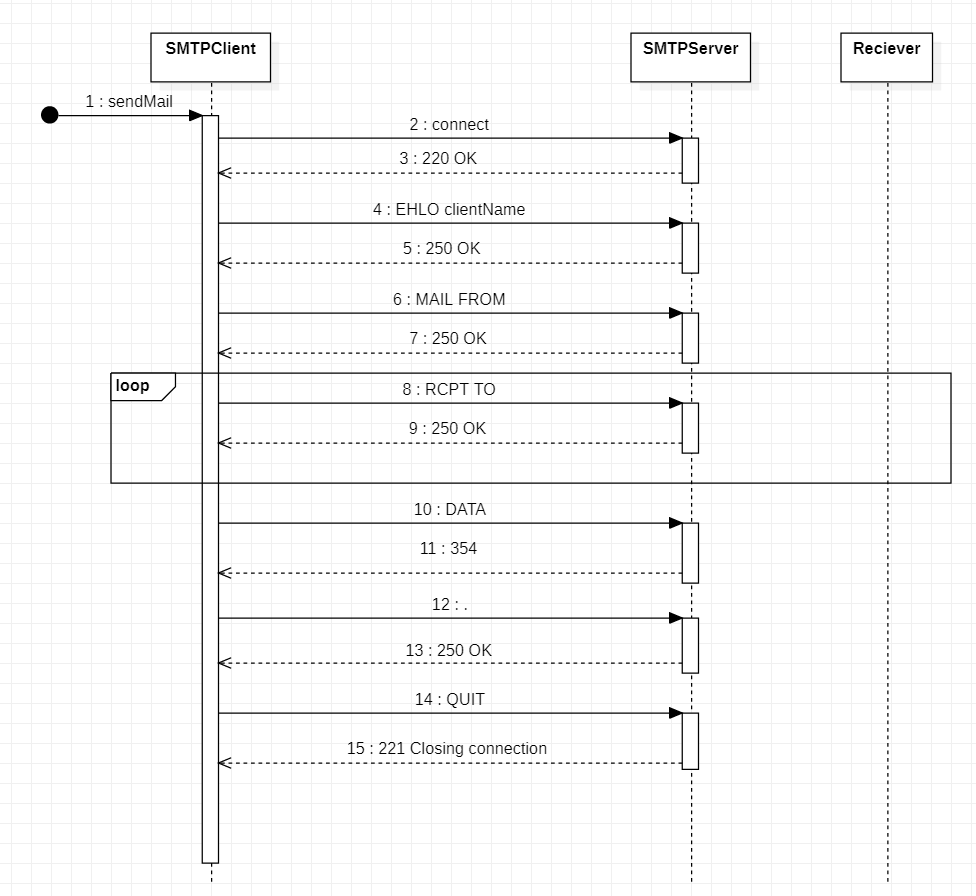 SMTPClient
SMTPServer
Reciever
1 : sendMail
2 : connect
3 : 220 OK
4 : EHLO clientName
5 : 250 OK
6 : MAIL FROM
7 : 250 OK
loop
8 : RCPT TO
9 : 250 OK
10 : DATA
11 : 354
12 : .
13 : 250 OK
14 : QUIT
15 : 221 Closing connection